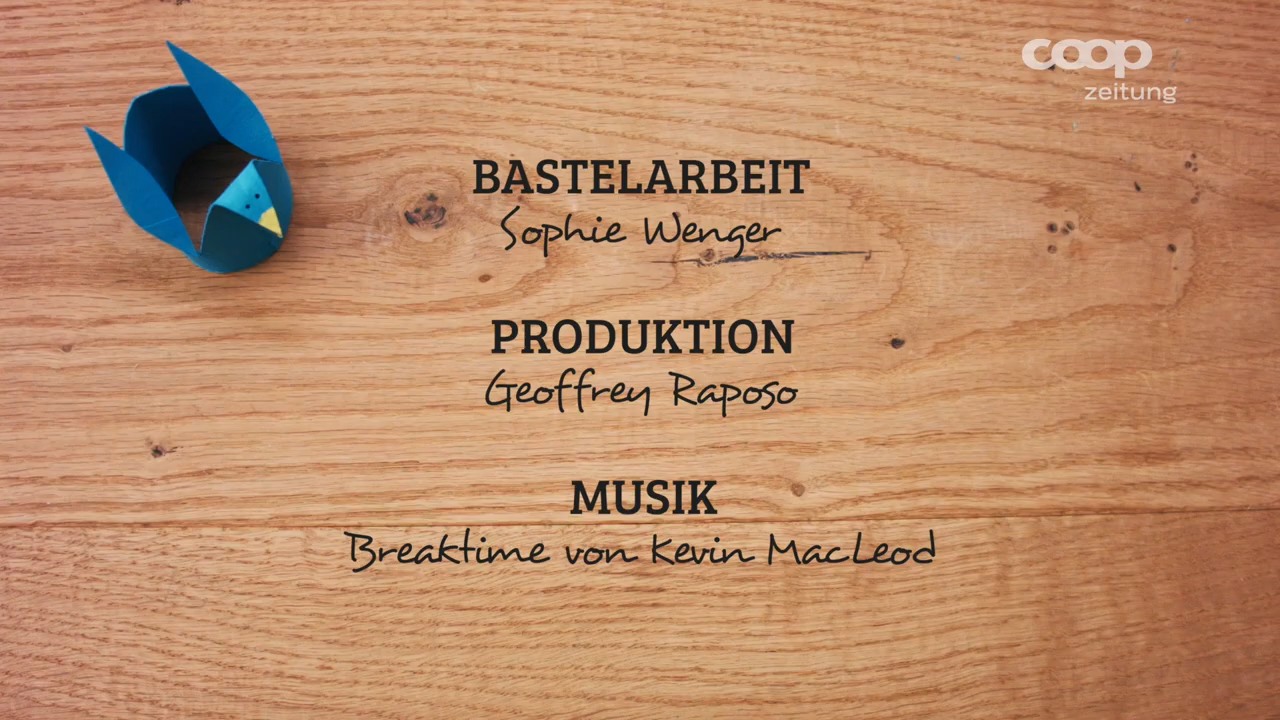 coop
zeitung
BASTELARBEIT
Sophie Wenger
PRODUKTION
Geoffrey Raposo
MUSIK
Breaktime von Kevin MacLeod